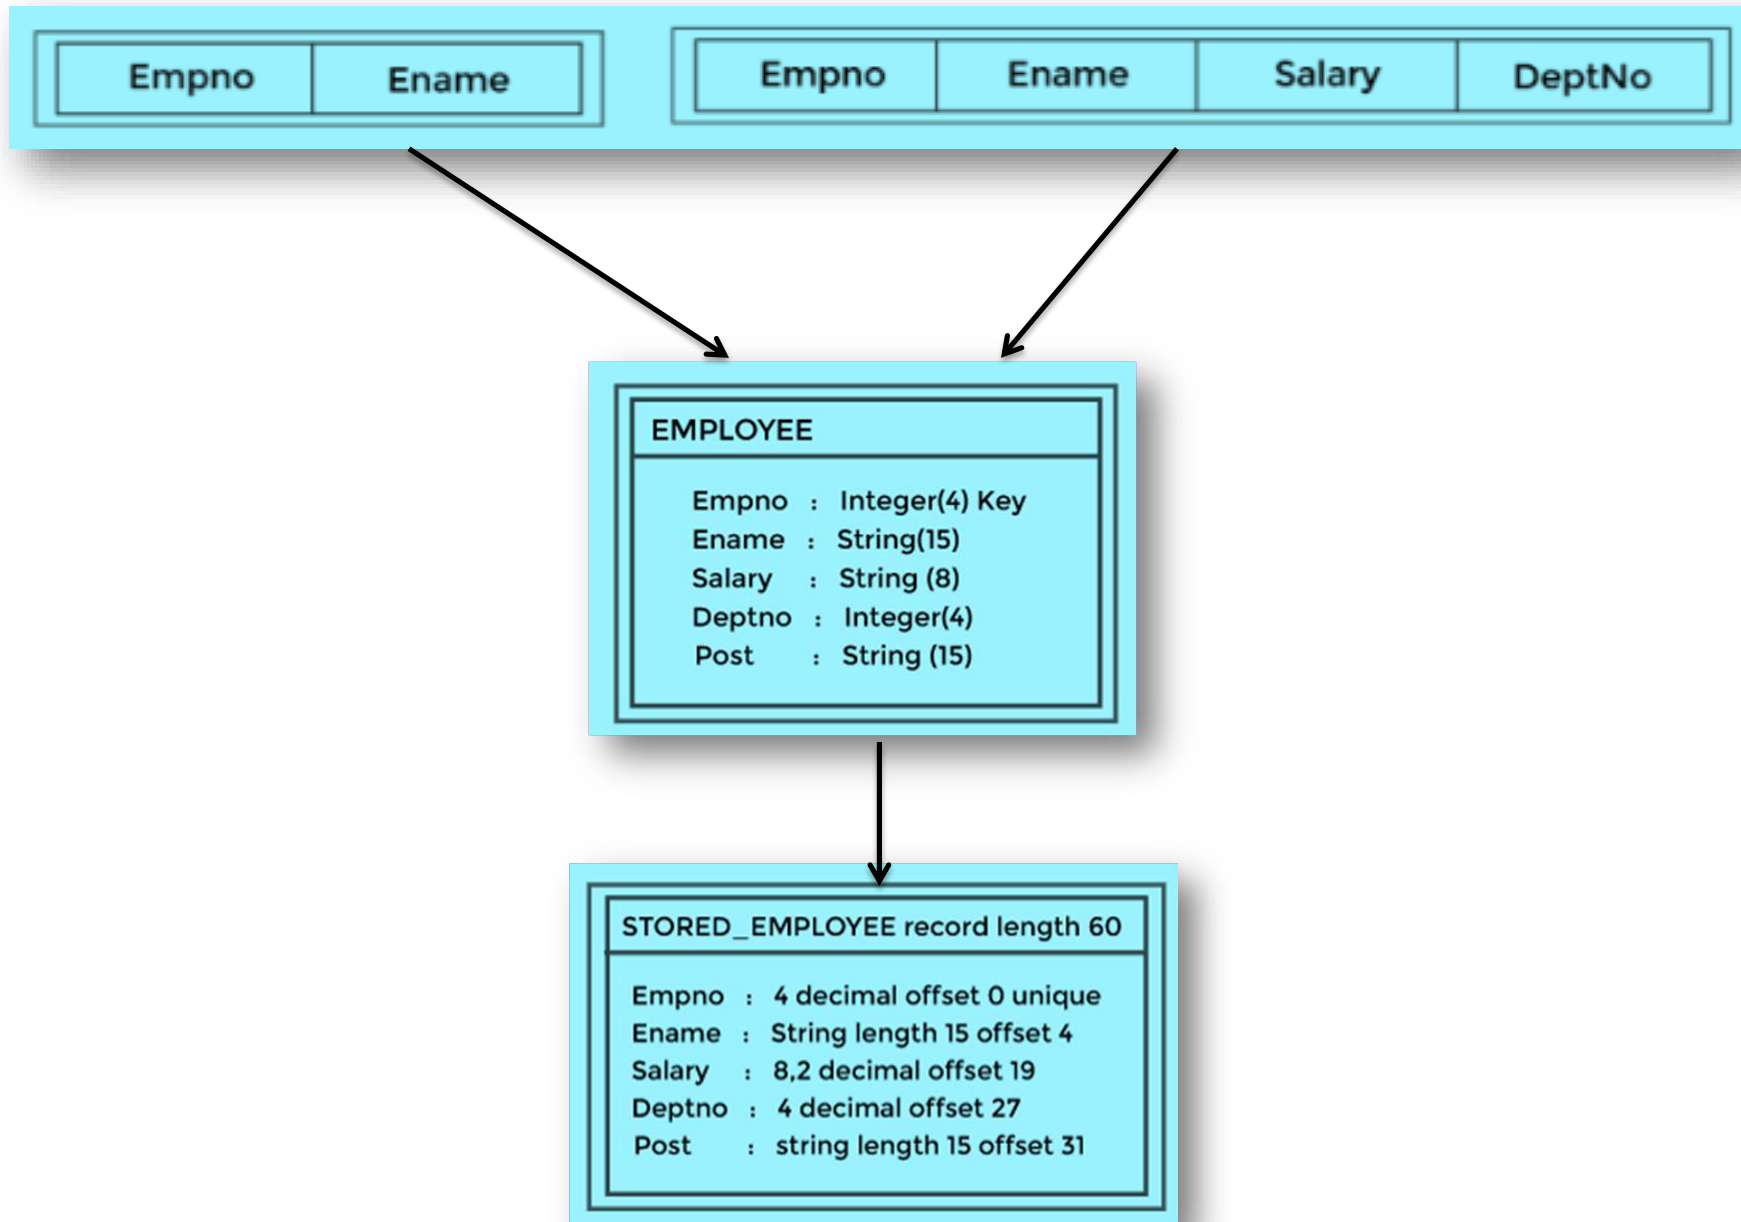 Empno Ename
Empno Ename Salary DeptNo
EMPLOYEE
Empno : Integer(4) Key
Ename : String(15)
Salary : String (8)
Deptno : Integer(4)
Post : String (15)
STORED_EMPLOYEE record length 60
Empno : 4 decimal offset 0 unique
Ename : String length 15 offset 4
Salary : 8,2 decimal offset 19
Deptno : 4 decimal offset 27
Post : string length 15 offset 31